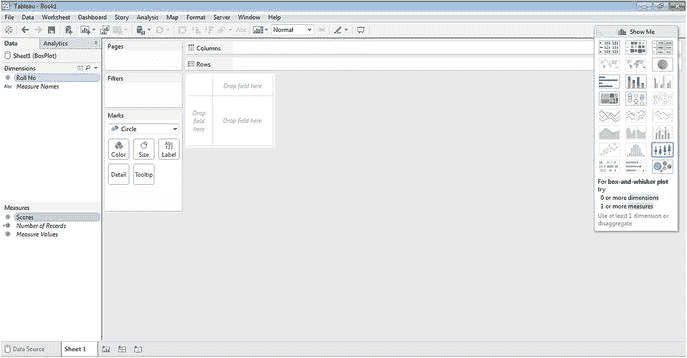 Tableau - Book1
File Data Worksheet Dashboard Story Analysis Map Format Server Window Help
Normal
Show Me
Data Analytics
Sheet1 (BoxPlot)
Dimensions
Roll No
Abc Measure Names
Measures
Scores
Number of Records
Measure Values
Pages
Filters
Marks
Circle
Color Size Label
Detail Tooltip
Columns
Rows
Drop field here
Drop
field
here
Drop field here
For box-and-whisker plot
try
0 or more dimensions
1 or more measures
Use at least 1 dimension or
disaggregate
Data Source Sheet 1